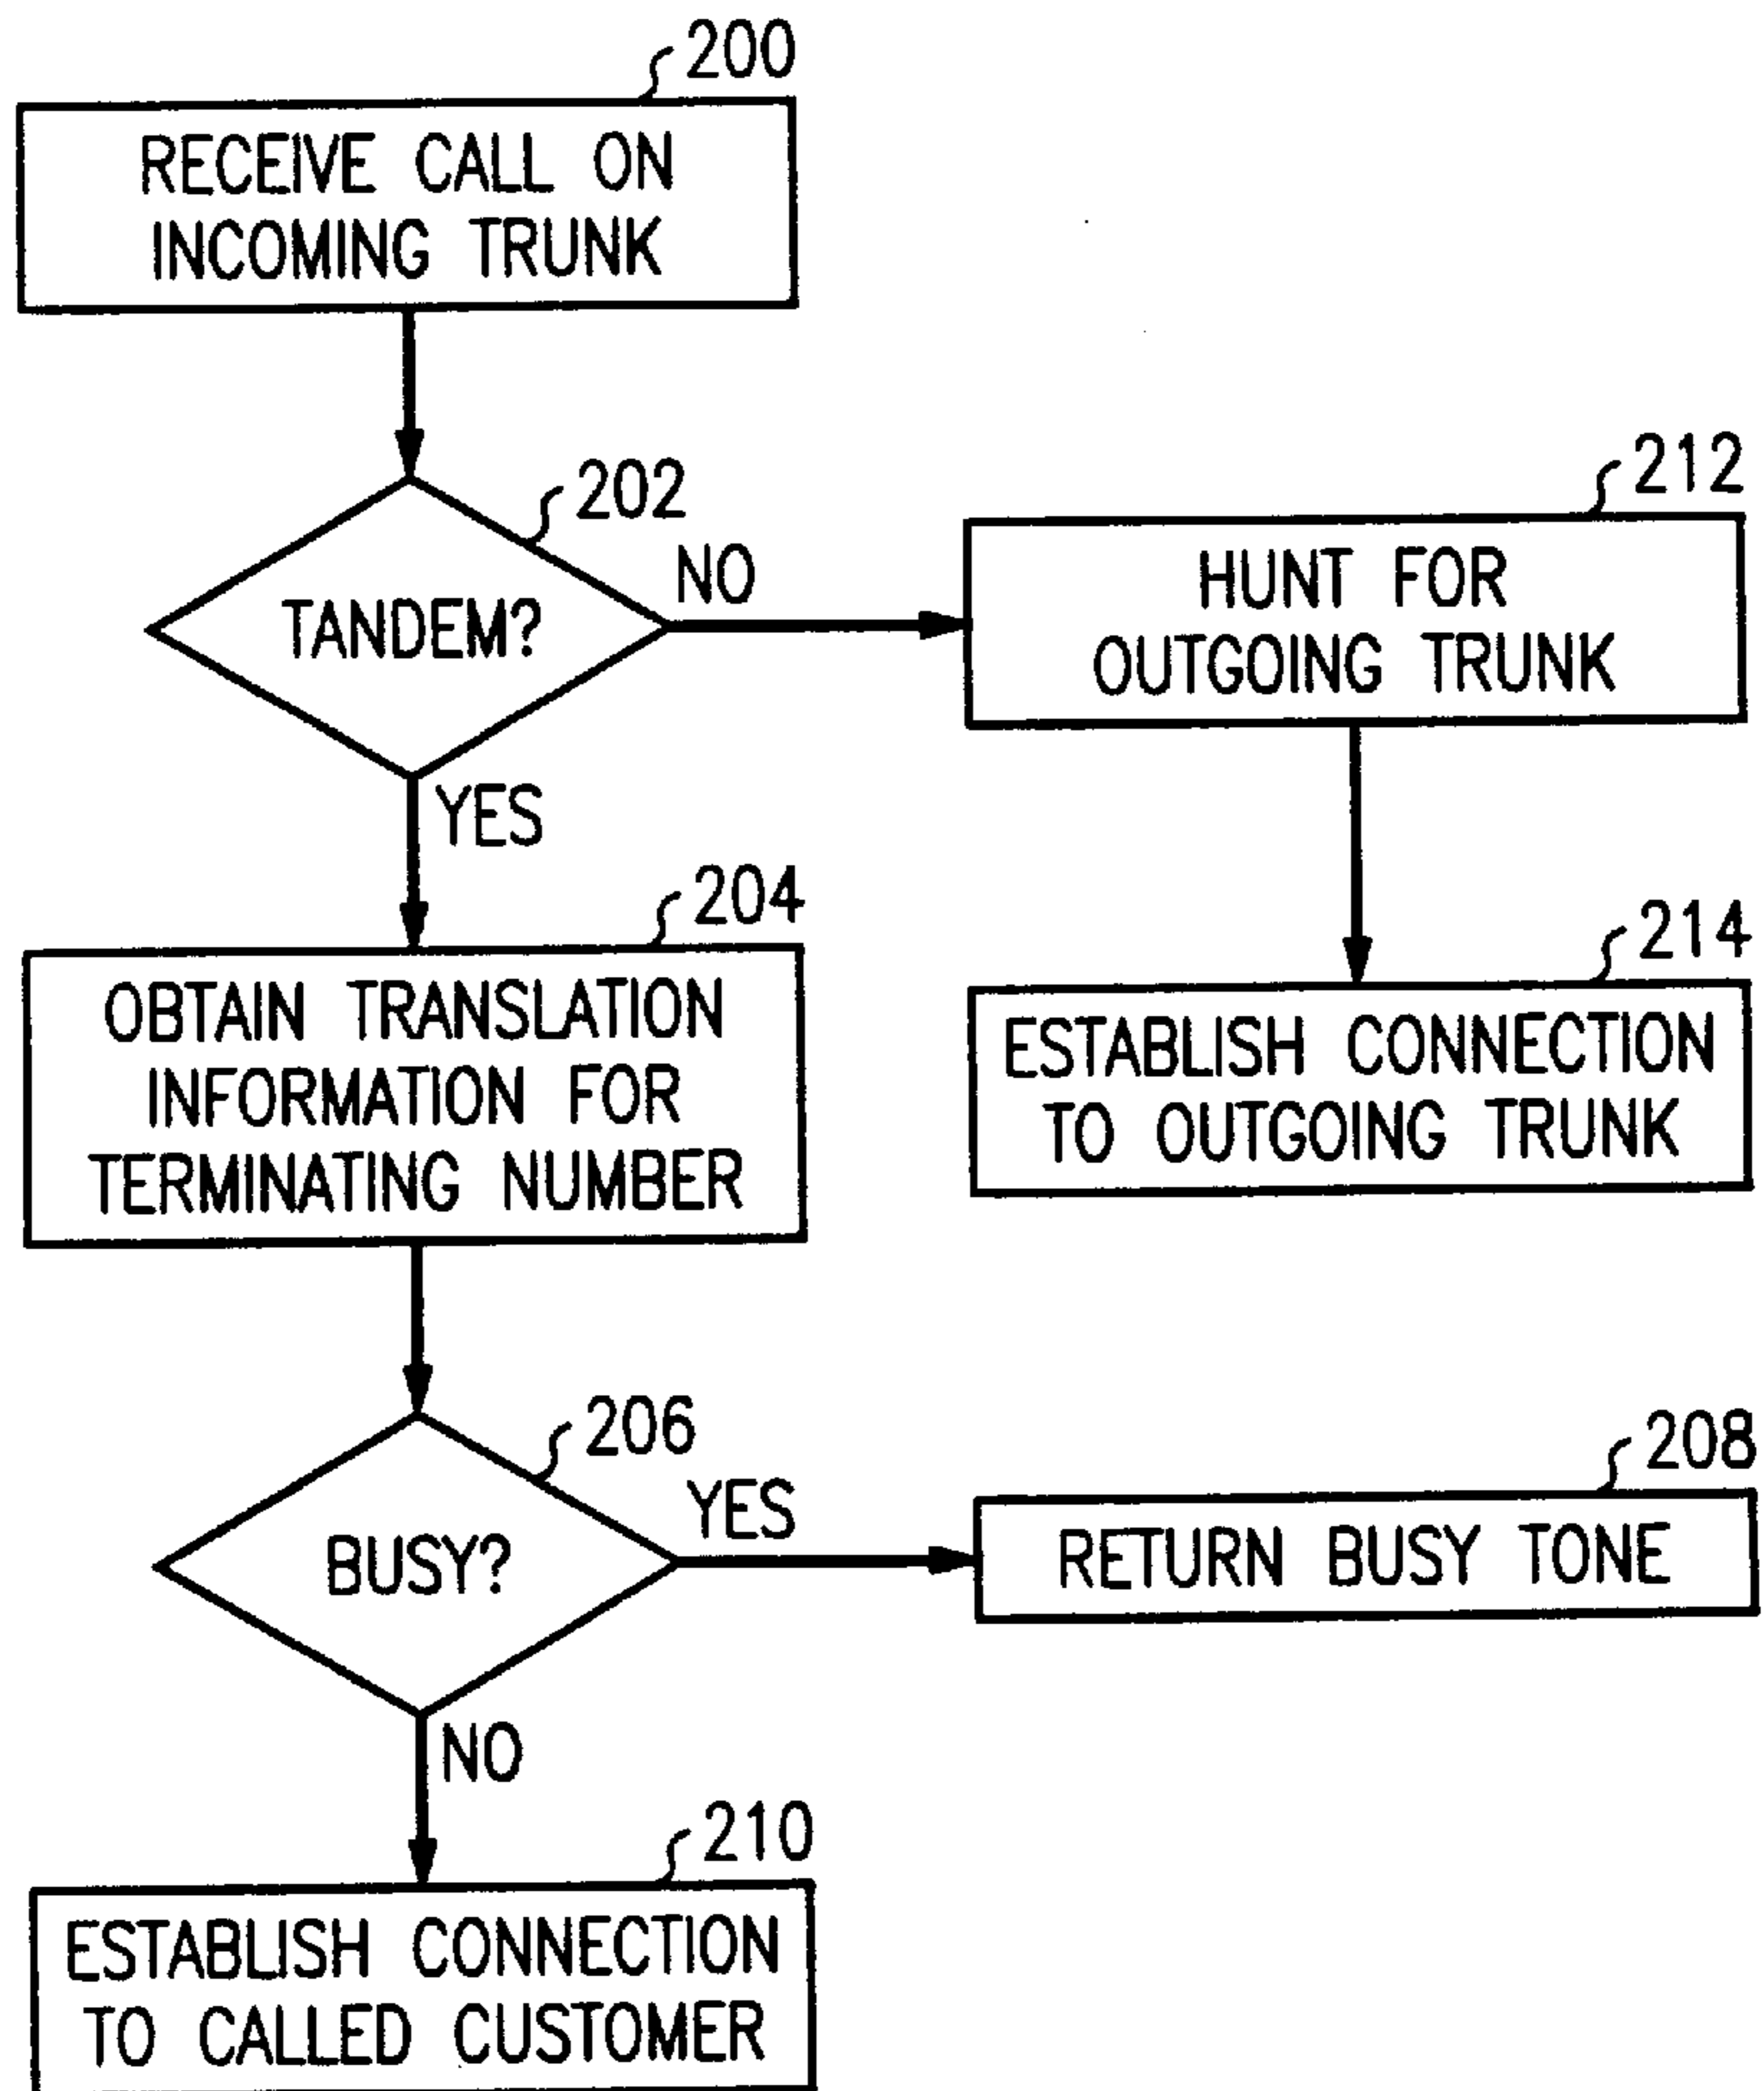 200
RECEIVE CALL ON
INCOMING TRUNK
202
TANDEM?
NO
212
HUNT FOR
OUTGOING TRUNK
YES
204
OBTAIN TRANSLATION
INFORMATION FOR
TERMINATING NUMBER
214
ESTABLISH CONNECTION
TO OUTGOING TRUNK
206
BUSY?
YES
208
RETURN BUSY TONE
NO
210
ESTABLISH CONNECTION
TO CALLED CUSTOMER